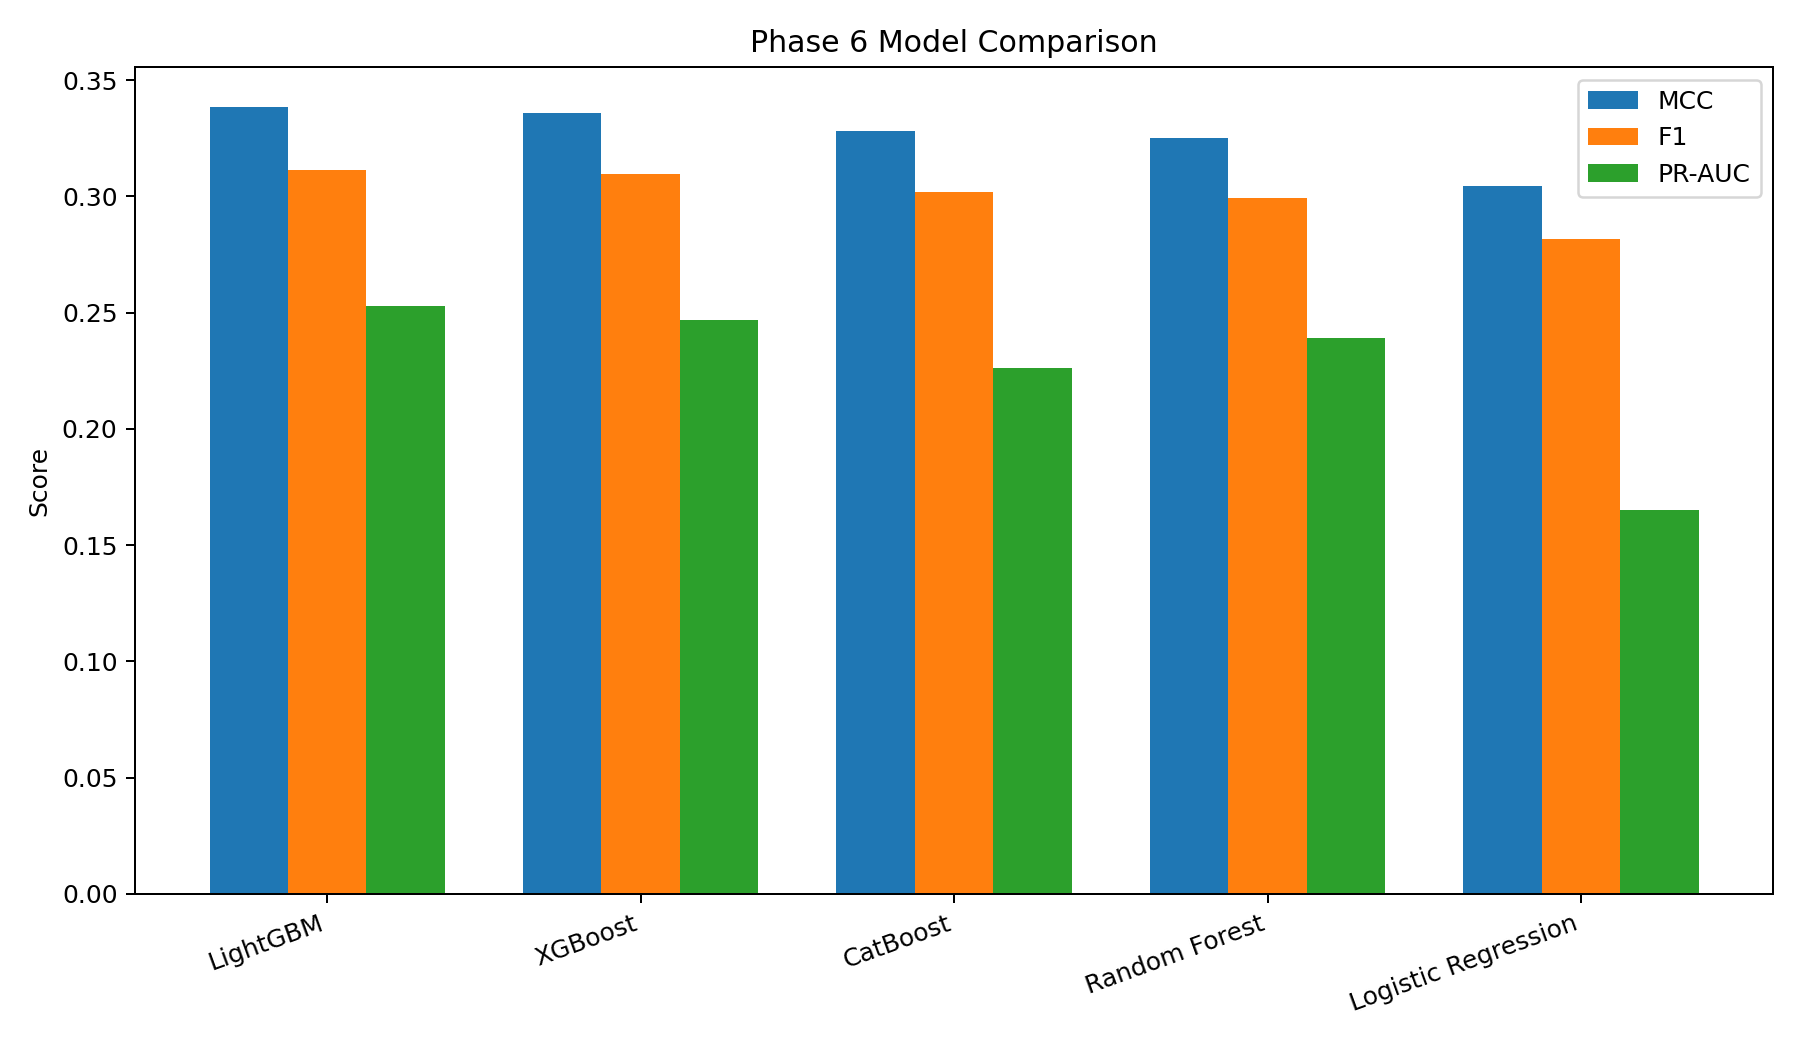 Phase 6 Model Comparison
MCC
F1
PR-AUC
Score
0.35
0.30
0.25
0.20
0.15
0.10
0.05
0.00
LightGBM
XGBoost
CatBoost
Random Forest
Logistic Regression